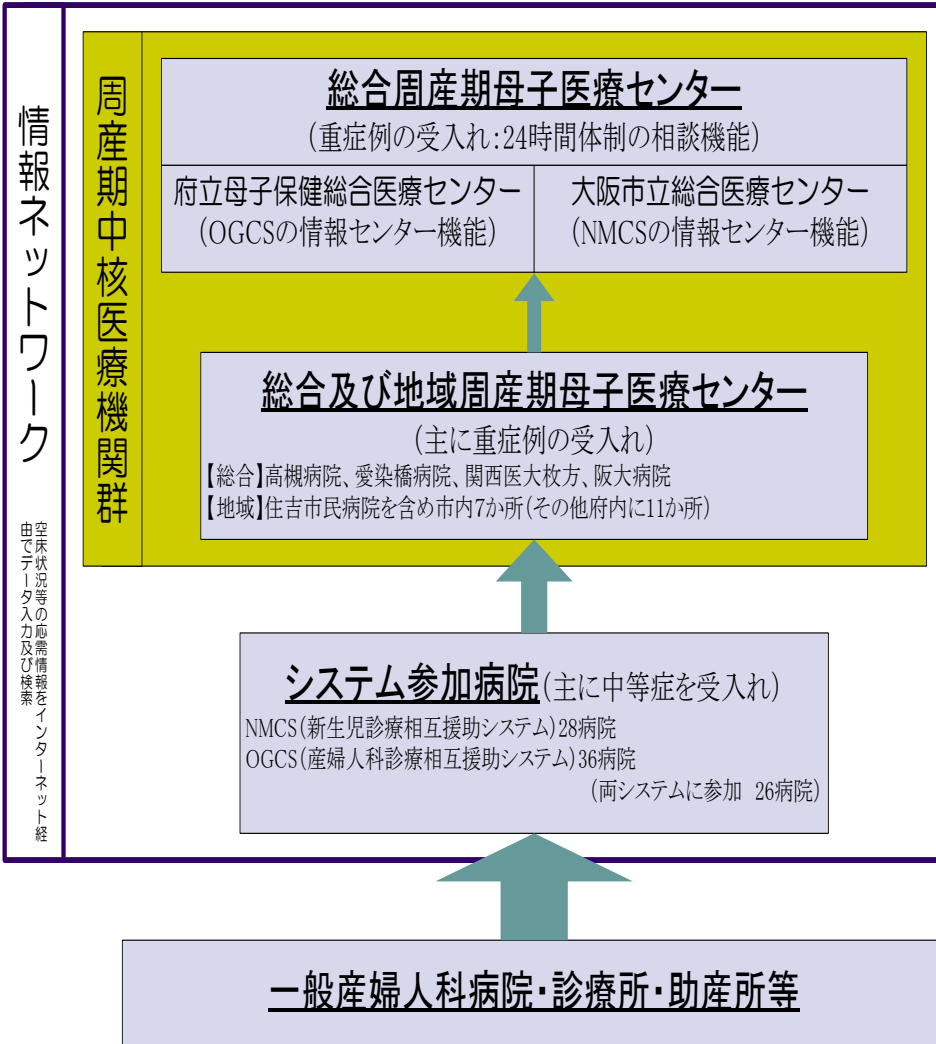 情報ネットワーク
空床状況等の応需情報をインターネット経
由でデータ入力及び検索
周産期中核医療機関群
総合周産期母子医療センター
(重症例の受入れ:24時間体制の相談機能)
府立母子保健総合医療センター
(OGCSの情報センター機能)
大阪市立総合医療センター
(NMCSの情報センター機能)
総合及び地域周産期母子医療センター
(主に重症例の受入れ)
【総合】高槻病院、愛染橋病院、関西医大枚方、阪大病院
【地域】住吉市民病院を含め市内7か所(その他府内に11か所)
システム参加病院(主に中等症を受入れ)
NMCS(新生児診療相互援助システム)28病院
OGCS(産婦人科診療相互援助システム)36病院
(両システムに参加 26病院)
一般産婦人科病院・診療所・助産所等